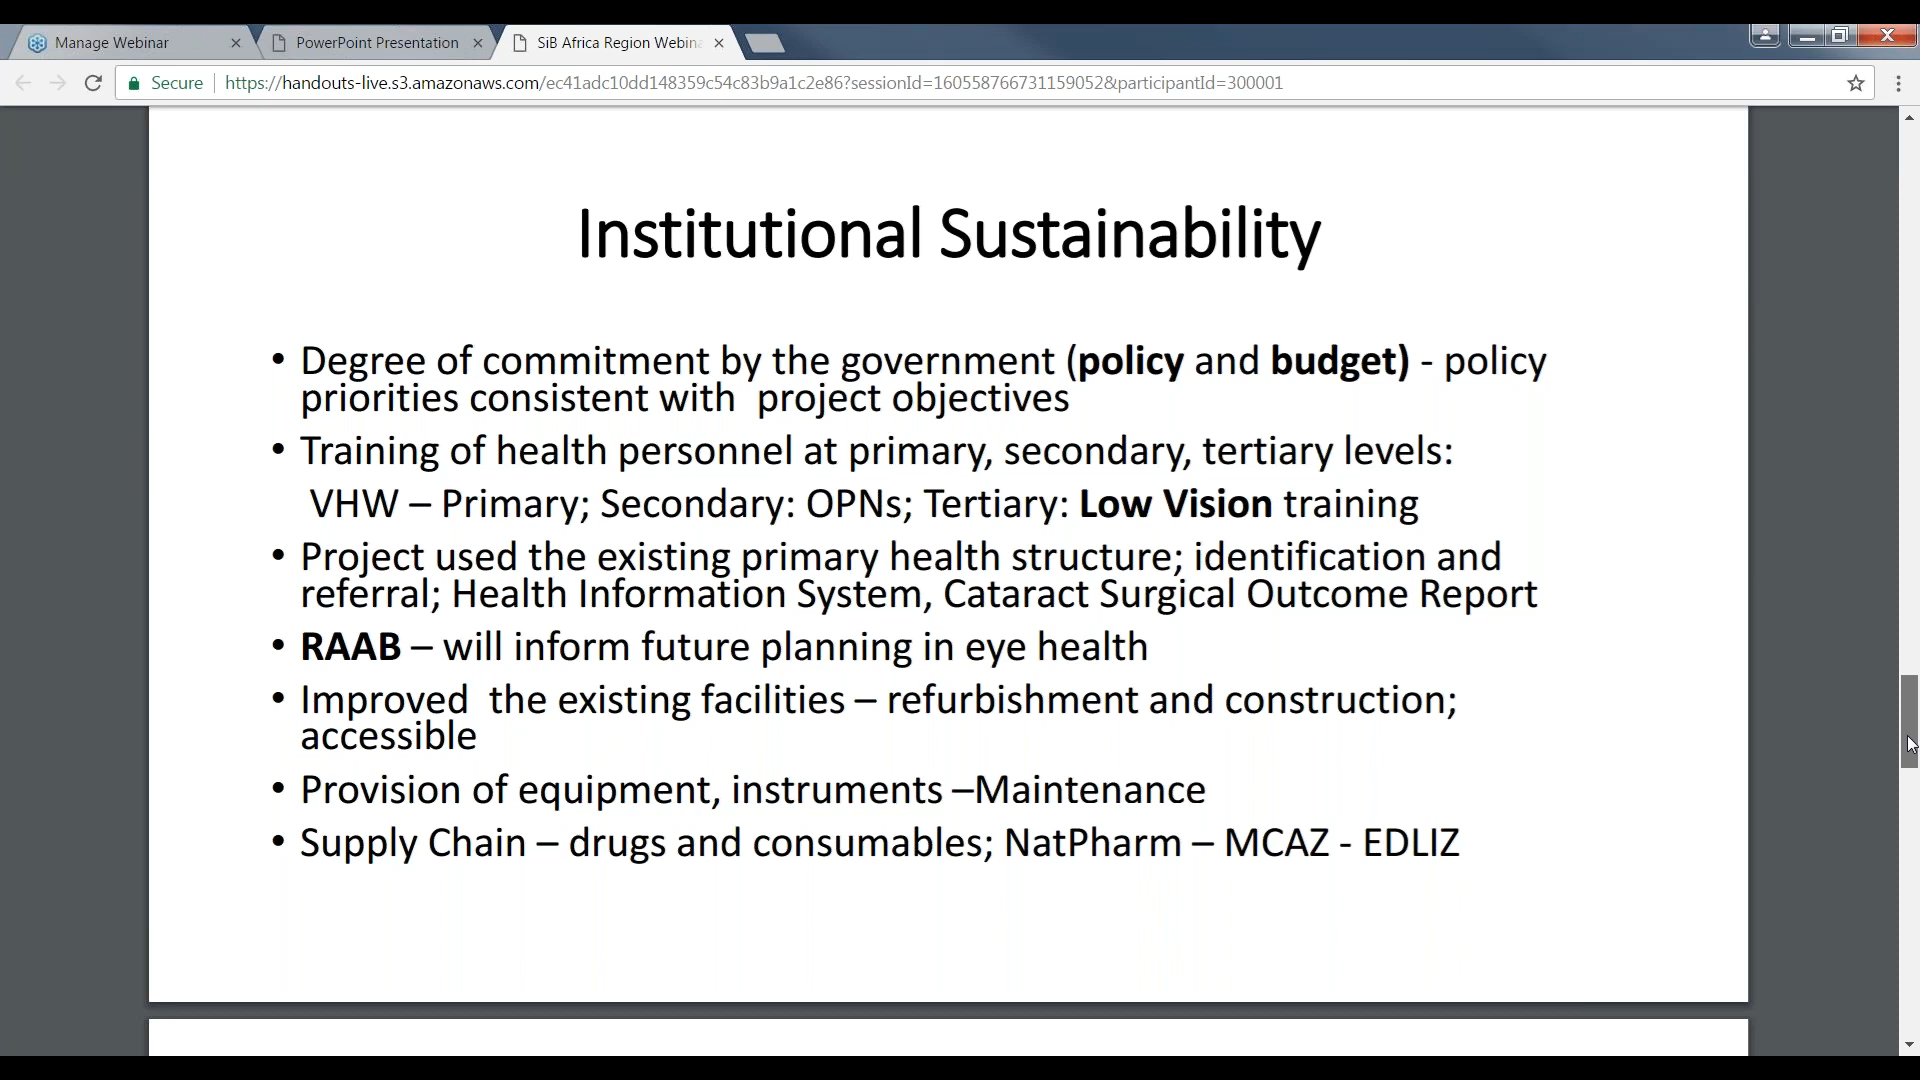 Manage Webinar
PowerPoint Presentation
SiB Africa Region Webina
Secure
https://handouts-live.s3.amazonaws.com/ec41adc10dd148359c54c83b9a1c2e86?sessionId=1605587667311590528&participantId=300001
Institutional Sustainability
• Degree of commitment by the government (policy and budget) - policy
priorities consistent with project objectives
• Training of health personnel at primary, secondary, tertiary levels:
VHW – Primary; Secondary: OPNs; Tertiary: Low Vision training
• Project used the existing primary health structure; identification and
referral; Health Information System, Cataract Surgical Outcome Report
• RAAB – will inform future planning in eye health
• Improved the existing facilities – refurbishment and construction;
accessible
• Provision of equipment, instruments –Maintenance
• Supply Chain – drugs and consumables; NatPharm – MCAZ - EDLIZ